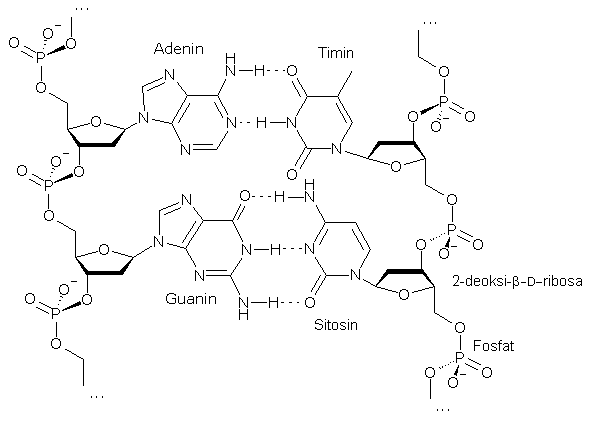 Adenin
Timin
Guanin
Sitosin
2-deoksi-β-D-ribosa
Fosfat